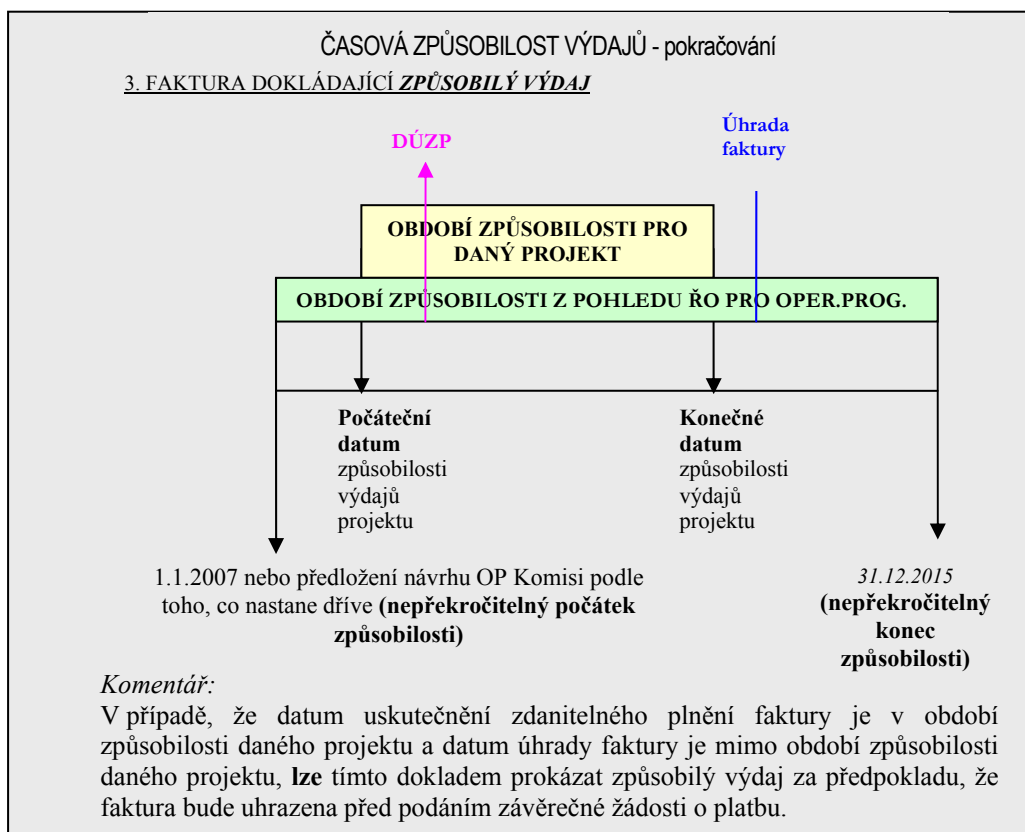 ČASOVÁ ZPŮSOBILOST VÝDAJŮ - pokračování
3. FAKTURA DOKLÁDAJÍCÍ ZPŮSOBILÝ VÝDAJ
DÚZP
Úhrada
faktury
OBDOBÍ ZPŮSOBILOSTI PRO
DANÝ PROJEKT
OBDOBÍ ZPŮSOBILOSTI Z POHLEDU ŘO PRO OPER.PROG.
Počáteční
datum
způsobilosti
výdajů
projektu
Konečné
datum
způsobilosti
výdajů
projektu
1.1.2007 nebo předložení návrhu OP Komisi podle
toho, co nastane dříve (nepřekročitelný počátek
způsobilosti)
31.12.2015
(nepřekročitelný
konec
způsobilosti)
Komentář:
V případě, že datum uskutečnění zdanitelného plnění faktury je v období
způsobilosti daného projektu a datum úhrady faktury je mimo období způsobilosti
daného projektu, lze tímto dokladem prokázat způsobilý výdaj za předpokladu, že
faktura bude uhrazena před podáním závěrečné žádosti o platbu.